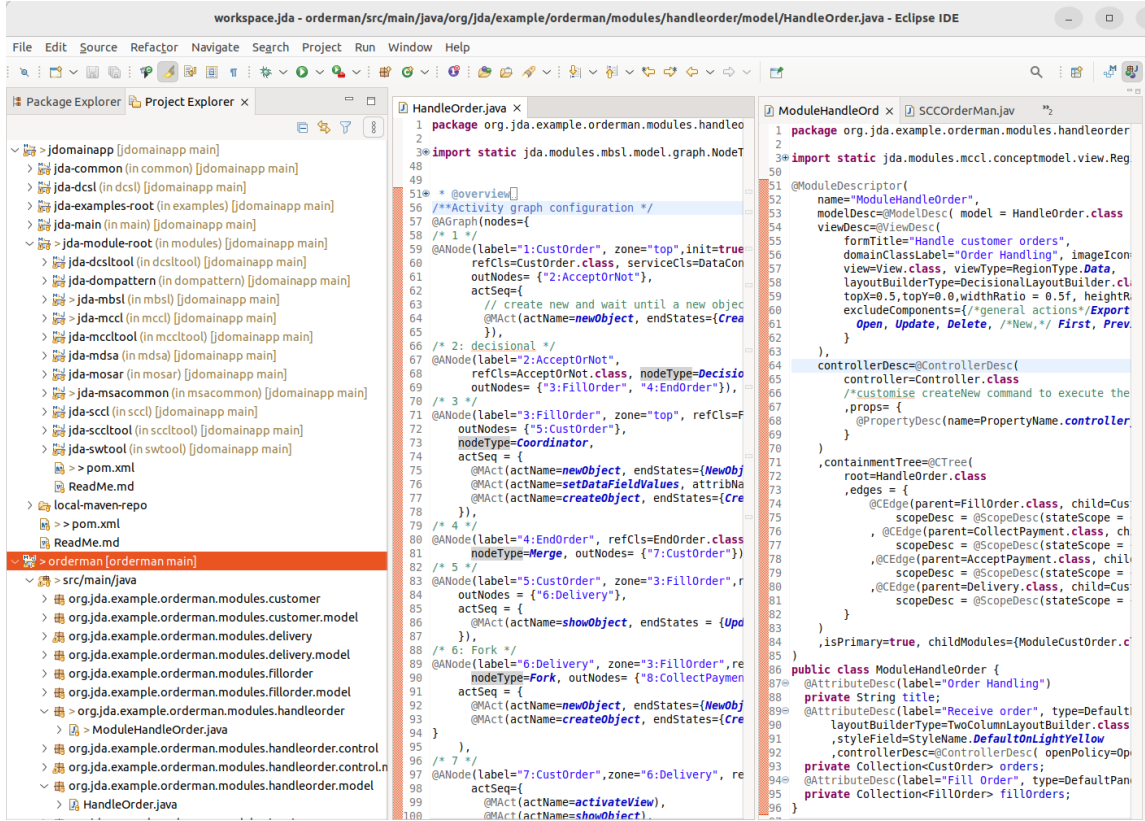 workspace.jda - orderman/src/main/java/org/jda/example/orderman/modules/handleorder/model/HandleOrder.java - Eclipse IDE
File Edit Source Refactor Navigate Search Project Run Window Help
Package Explorer Project Explorer
> jdomainapp [jdomainapp main]
jda-common (in common) [jdomainapp main]
jda-dcsl (in dcsl) [jdomainapp main]
jda-examples-root (in examples) [jdomainapp main]
jda-main (in main) [jdomainapp main]
> jda-module-root (in modules) [jdomainapp main]
jda-dcsltool (in dcsltool) [jdomainapp main]
jda-dompattern (in dompattern) [jdomainapp main]
> jda-mbsl (in mbsl) [jdomainapp main]
> jda-mccl (in mccl) [jdomainapp main]
jda-mccltool (in mccltool) [jdomainapp main]
jda-mdsa (in mdsa) [jdomainapp main]
jda-mosar (in mosar) [jdomainapp main]
> jda-msacommon (in msacommon) [jdomainapp main]
jda-sccl (in sccl) [jdomainapp main]
jda-sccltool (in sccltool) [jdomainapp main]
jda-swtool (in swtool) [jdomainapp main]
> > pom.xml
ReadMe.md
local-maven-repo
> > pom.xml
ReadMe.md
> orderman [orderman main]
> src/main/java
org.jda.example.orderman.modules.customer
org.jda.example.orderman.modules.customer.model
org.jda.example.orderman.modules.delivery
org.jda.example.orderman.modules.delivery.model
org.jda.example.orderman.modules.fillorder
org.jda.example.orderman.modules.fillorder.model
> org.jda.example.orderman.modules.handleorder
> ModuleHandleOrder.java
org.jda.example.orderman.modules.handleorder.control
org.jda.example.orderman.modules.handleorder.control.n
org.jda.example.orderman.modules.handleorder.model
HandleOrder.java
HandleOrder.java
1 package org.jda.example.orderman.modules.handleo
2
3 import static jda.modules.mbsl.model.graph.NodeT
48
49
51 * @overview
56 /**Activity graph configuration */
57 @AGraph(nodes={
58 /* 1 */
59 @ANode(label="1:CustOrder", zone="top",init=true
60 refCls=CustOrder.class, serviceCls=DataCon
61 outNodes= {"2:AcceptOrNot"},
62 actSeq={
63 // create new and wait until a new objec
64 @MAct(actName=newObject, endStates={Crea
65 }),
66 /* 2: decisional */
67 @ANode(label="2:AcceptOrNot",
68 refCls=AcceptOrNot.class, nodeType=Decisio
69 outNodes= {"3:FillOrder", "4:EndOrder"}),
70 /* 3 */
71 @ANode(label="3:FillOrder", zone="top", refCls=F
72 outNodes= {"5:CustOrder"},
73 nodeType=Coordinator,
74 actSeq = {
75 @MAct(actName=newObject, endStates={NewObj
76 @MAct(actName=setDataFieldValues, attribNa
77 @MAct(actName=createObject, endStates={Cre
78 }),
79 /* 4 */
80 @ANode(label="4:EndOrder", refCls=EndOrder.class
81 nodeType=Merge, outNodes= {"7:CustOrder"})
82 /* 5 */
83 @ANode(label="5:CustOrder", zone="3:FillOrder",r
84 outNodes = {"6:Delivery"},
85 actSeq = {
86 @MAct(actName=showObject, endStates = {Upd
87 }),
88 /* 6: Fork */
89 @ANode(label="6:Delivery", zone="3:FillOrder",re
90 nodeType=Fork, outNodes= {"8:CollectPaymen
91 actSeq = {
92 @MAct(actName=newObject, endStates={NewObj
93 @MAct(actName=createObject, endStates={Cre
94 }
95 ),
96 /* 7 */
97 @ANode(label="7:CustOrder",zone="6:Delivery", re
98 actSeq={
99 @MAct(actName=activateView),
100 @MAct(actName=showObject),
ModuleHandleOrd SCCOrderMan.jav »2
1 package org.jda.example.orderman.modules.handleorder
2
3 import static jda.modules.mccl.conceptmodel.view.Reg
50
51 @ModuleDescriptor(
52 name="ModuleHandleOrder",
53 modelDesc=@ModelDesc( model = HandleOrder.class
54 viewDesc=@ViewDesc(
55 formTitle="Handle customer orders",
56 domainClassLabel="Order Handling", imageIcon
57 view=View.class, viewType=RegionType.Data,
58 layoutBuilderType=DecisionalLayoutBuilder.cl
59 topX=0.5,topY=0.0,widthRatio = 0.5f, heightR
60 excludeComponents={/*general actions*/Export
61 Open, Update, Delete, /*New,*/ First, Prev
62 }
63 ),
64 controllerDesc=@ControllerDesc(
65 controller=Controller.class
66 /*customise createNew command to execute the
67 ,props= {
68 @PropertyDesc(name=PropertyName.controller
69 }
70 )
71 ,containmentTree=@CTree(
72 root=HandleOrder.class
73 ,edges = {
74 @CEdge(parent=FillOrder.class, child=Cus
75 scopeDesc = @ScopeDesc(stateScope =
76 , @CEdge(parent=CollectPayment.class, ch
77 scopeDesc = @ScopeDesc(stateScope =
78 ,@CEdge(parent=AcceptPayment.class, chil
79 scopeDesc = @ScopeDesc(stateScope =
80 ,@CEdge(parent=Delivery.class, child=Cus
81 scopeDesc = @ScopeDesc(stateScope =
82 }
83 )
84 ,isPrimary=true, childModules={ModuleCustOrder.c
85 )
86 public class ModuleHandleOrder {
87 @AttributeDesc(label="Order Handling")
88 private String title;
89 @AttributeDesc(label="Receive order", type=Default
90 layoutBuilderType=TwoColumnLayoutBuilder.class
91 ,styleField=StyleName.DefaultOnLightYellow
92 ,controllerDesc=@ControllerDesc( openPolicy=Ope
93 private Collection<CustOrder> orders;
94 @AttributeDesc(label="Fill Order", type=DefaultPan
95 private Collection<FillOrder> fillOrders;
96 }